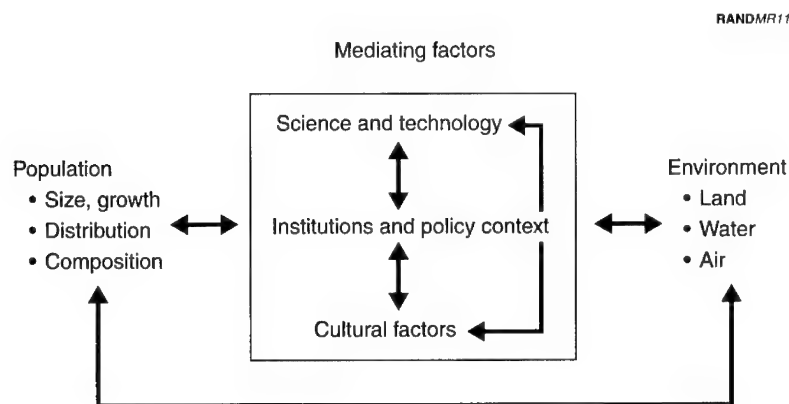 RANDMR11
Mediating factors
Science and technology
Population
• Size, growth
• Distribution
• Composition
Institutions and policy context
Cultural factors
Environment
• Land
• Water
• Air